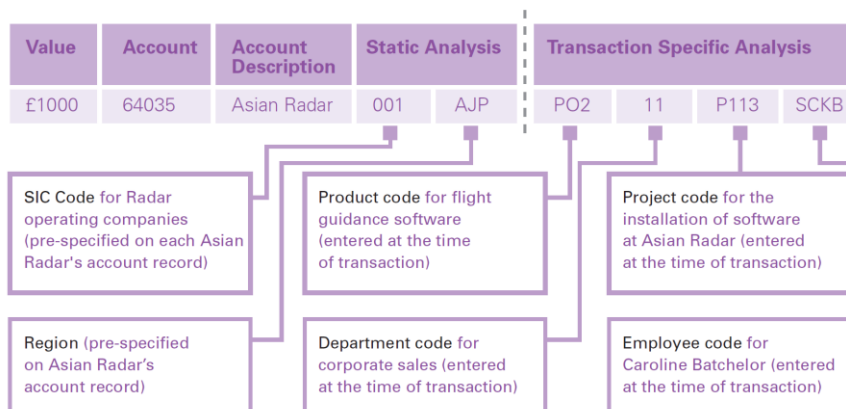 Value Account Account Description Static Analysis Transaction Specific Analysis
£1000 64035 Asian Radar 001 AJP PO2 11 P113 SCKB
SIC Code for Radar
operating companies
(pre-specified on each Asian
Radar's account record)
Product code for flight
guidance software
(entered at the time
of transaction)
Project code for the
installation of software
at Asian Radar (entered
at the time of transaction)
Region (pre-specified
on Asian Radar's
account record)
Department code for
corporate sales (entered
at the time of transaction)
Employee code for
Caroline Batchelor (entered
at the time of transaction)